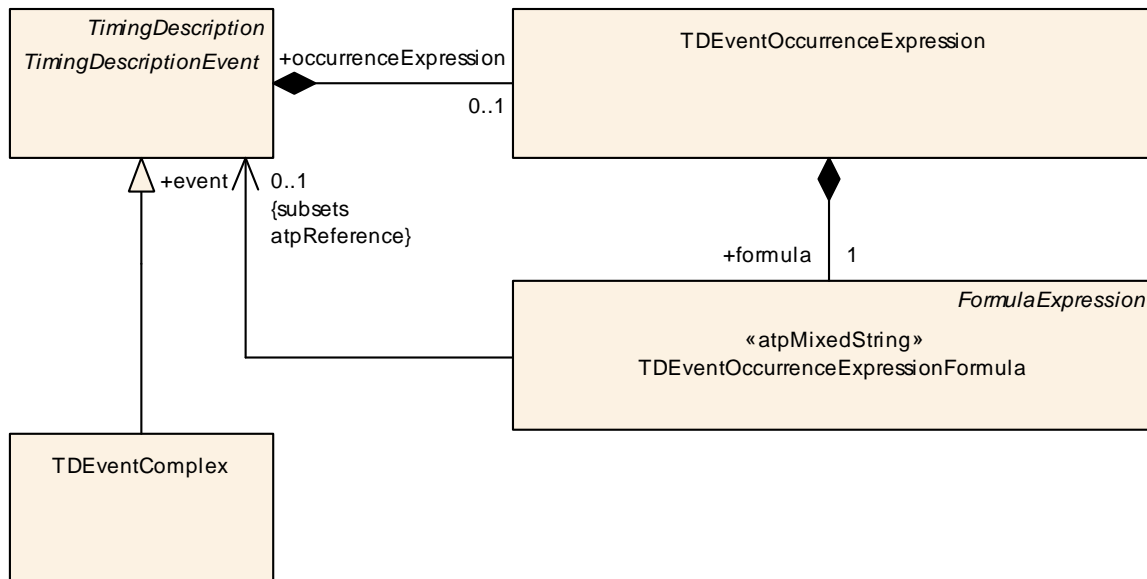 TimingDescription
TimingDescriptionEvent
+occurrenceExpression
0..1
TDEventOccurrenceExpression
+event
0..1
{subsets
atpReference}
+formula
1
FormulaExpression
«atpMixedString»
TDEventOccurrenceExpressionFormula
TDEventComplex